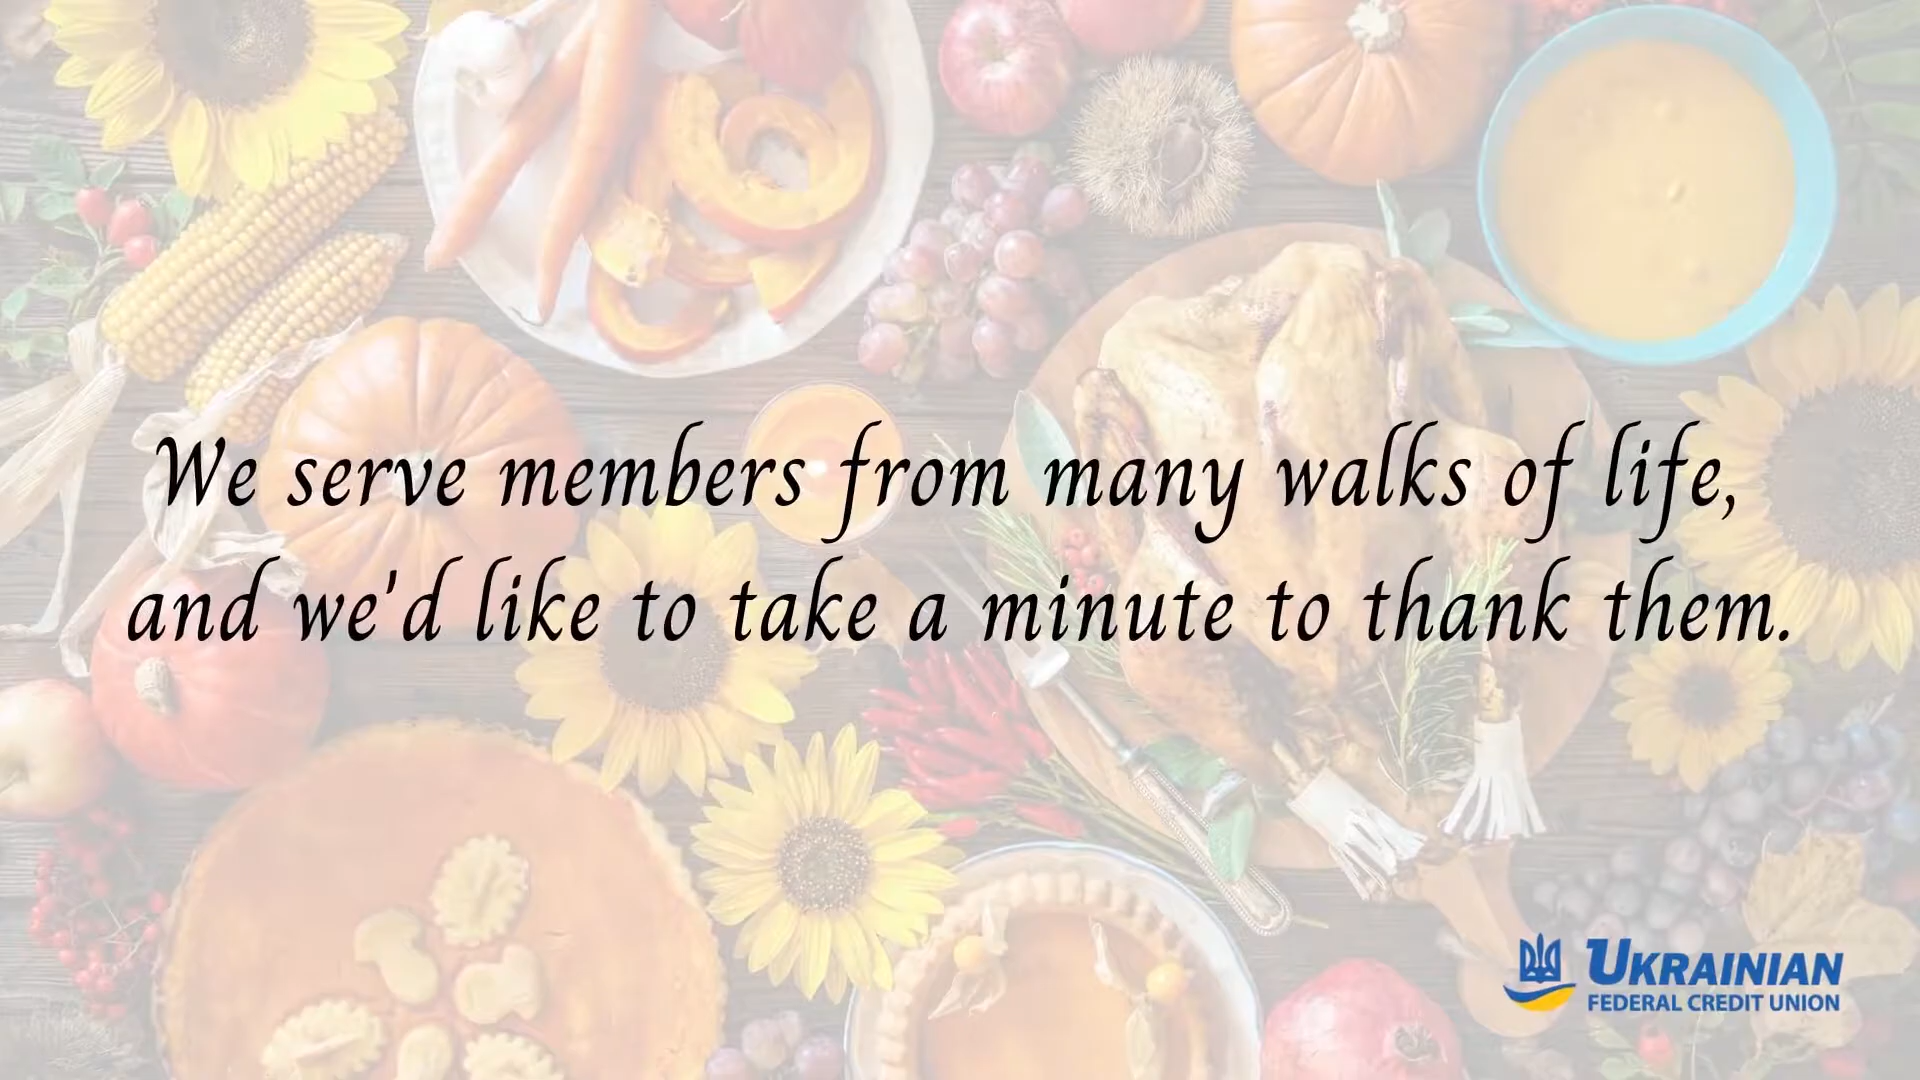 We serve members from many walks of life,
and we'd like to take a minute to thank them.
UKRAINIAN
FEDERAL CREDIT UNION